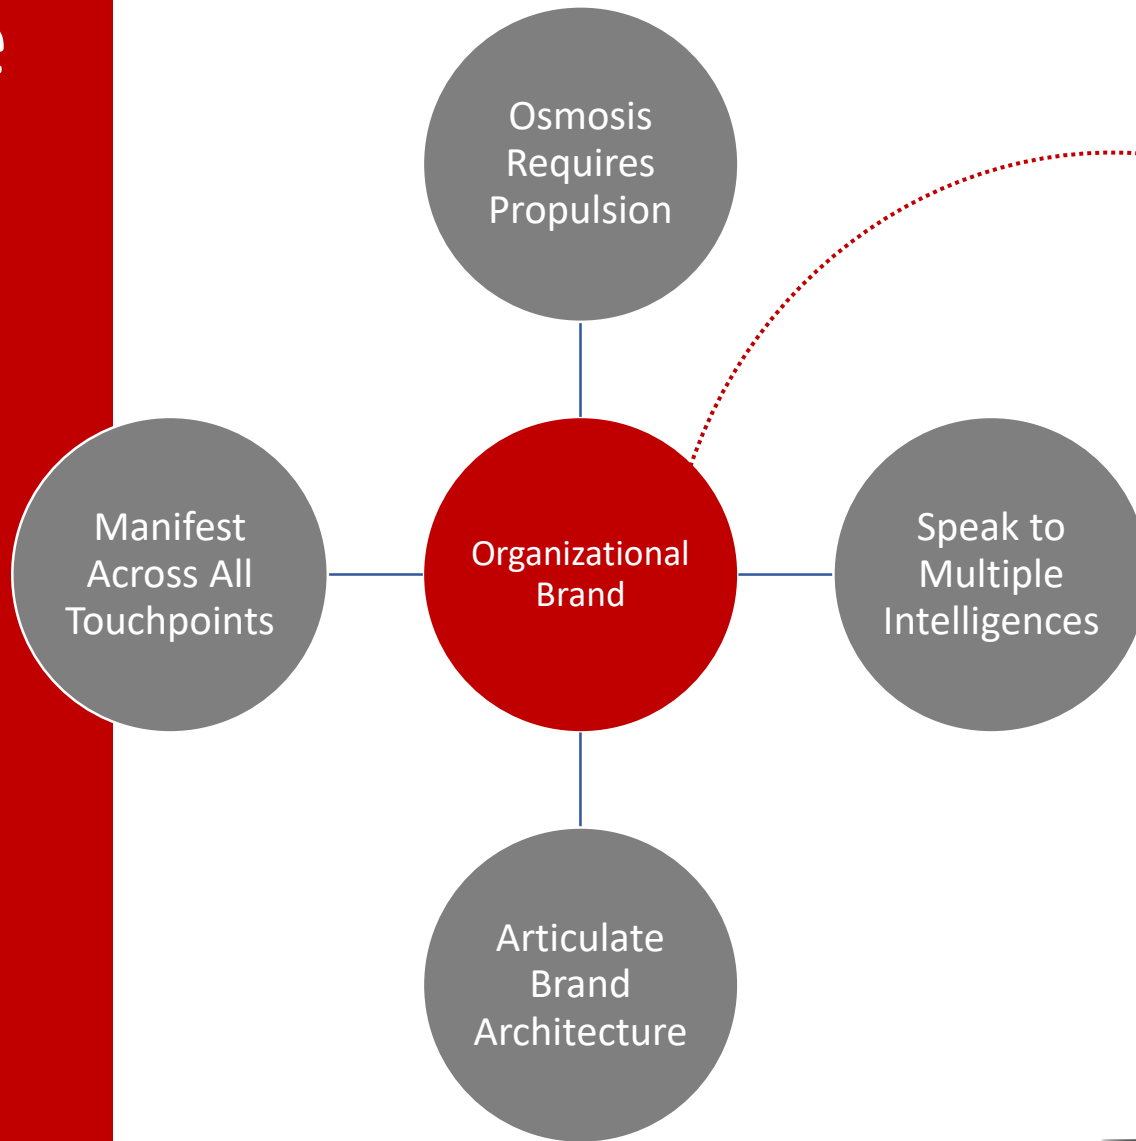 Osmosis
Requires
Propulsion
Manifest
Across All
Touchpoints
Organizational
Brand
Speak to
Multiple
Intelligences
Articulate
Brand
Architecture